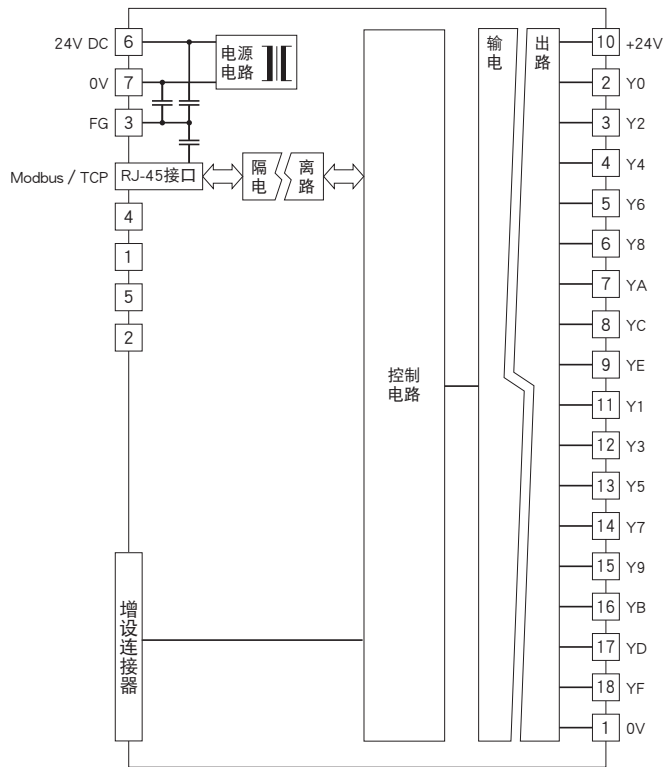 24V DC 6
0V 7
FG 3
Modbus / TCP RJ-45接口
4
1
5
2
电源
电路
隔 离
电 路
增设连接器
控制
电路
输 出
电 路
10 +24V
2 Y0
3 Y2
4 Y4
5 Y6
6 Y8
7 YA
8 YC
9 YE
11 Y1
12 Y3
13 Y5
14 Y7
15 Y9
16 YB
17 YD
18 YF
1 0V